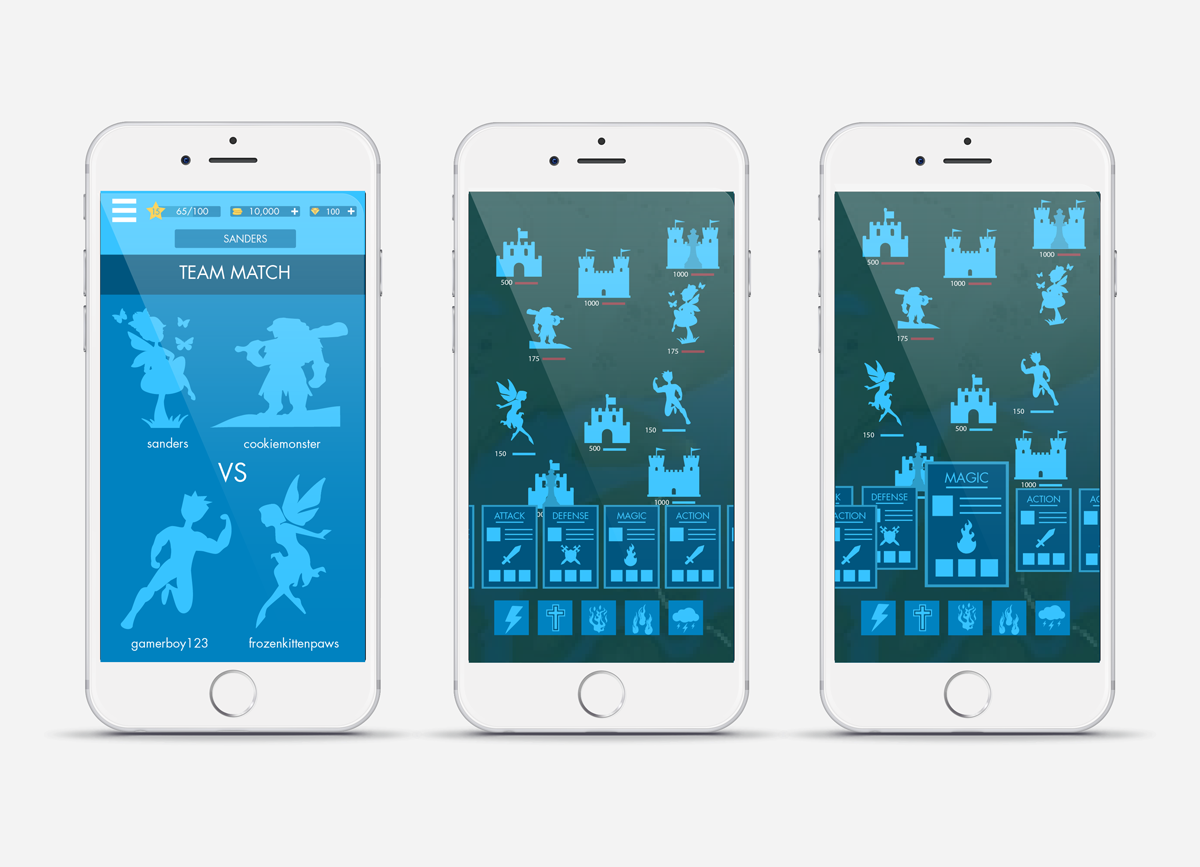 15 65/100 10,000 + 100 +
SANDERS
TEAM MATCH
sanders cookiemonster
VS
gamerboy123 frozenkittenpaws
500
1000
1000
175
175
150
150
500
1000
ATTACK DEFENSE MAGIC ACTION
500
1000
1000
175
150
150
500
1000
DEFENSE MAGIC ACTION
ACTION